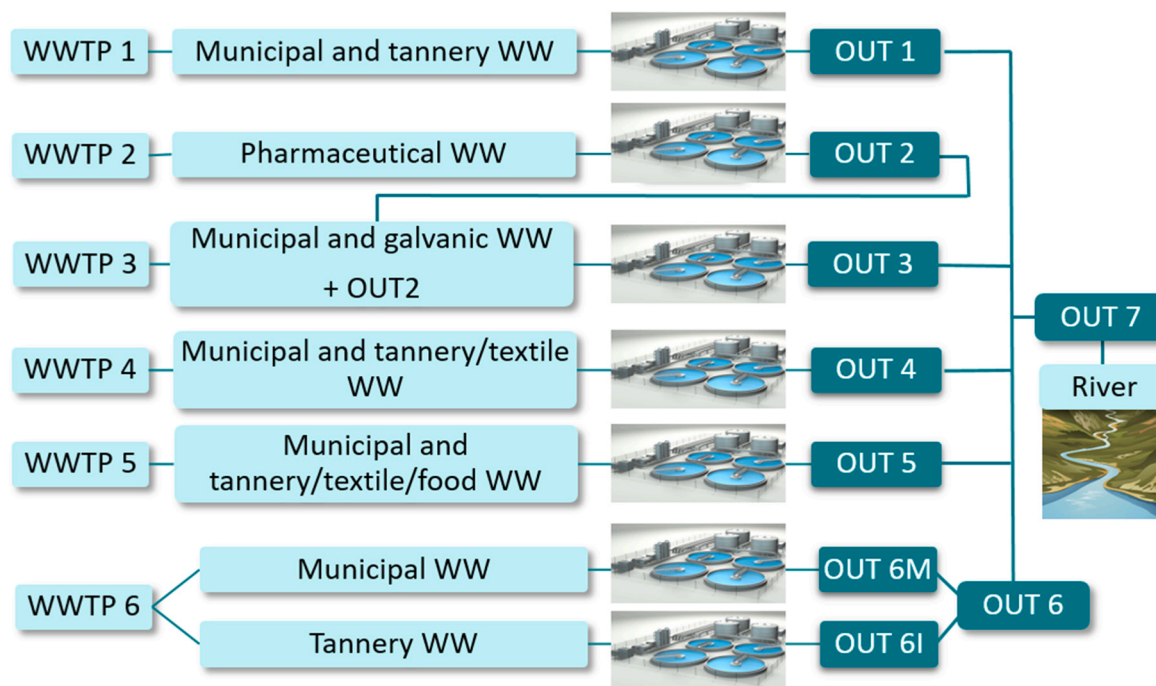 WWTP 1
Municipal and tannery WW
OUT 1
WWTP 2
Pharmaceutical WW
OUT 2
WWTP 3
Municipal and galvanic WW
+ OUT2
OUT 3
OUT 7
WWTP 4
Municipal and tannery/textile
WW
OUT 4
River
WWTP 5
Municipal and
tannery/textile/food WW
OUT 5
WWTP 6
Municipal WW
OUT 6M
Tannery WW
OUT 6I
OUT 6